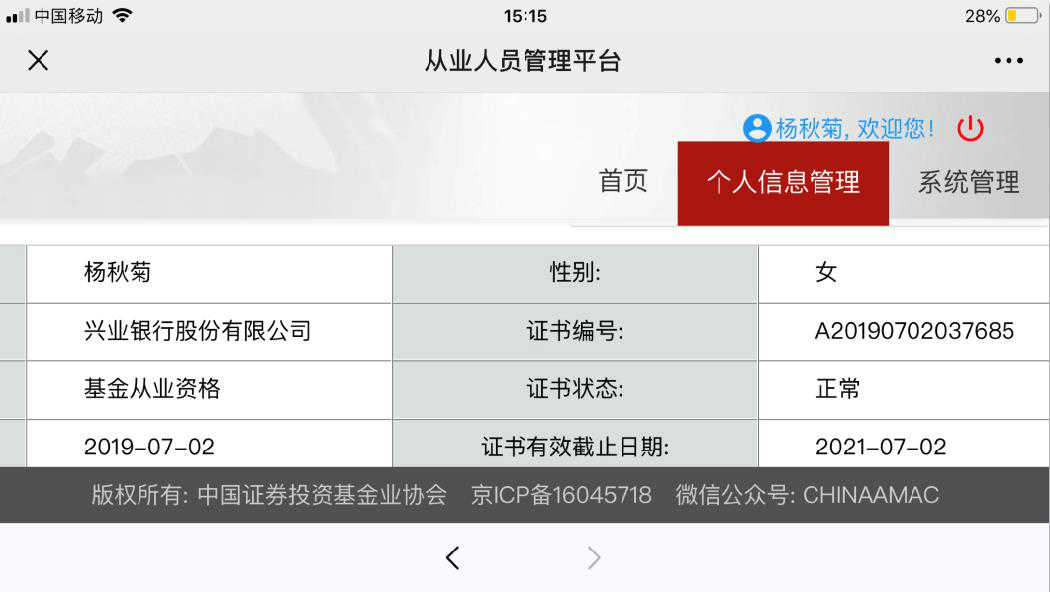 中国移动 15:15 28%
从业人员管理平台
杨秋菊, 欢迎您!
首页 个人信息管理 系统管理
杨秋菊 性别: 女
兴业银行股份有限公司 证书编号: A20190702037685
基金从业资格 证书状态: 正常
2019-07-02 证书有效截止日期: 2021-07-02
版权所有: 中国证券投资基金业协会 京ICP备16045718 微信公众号: CHINAAMAC